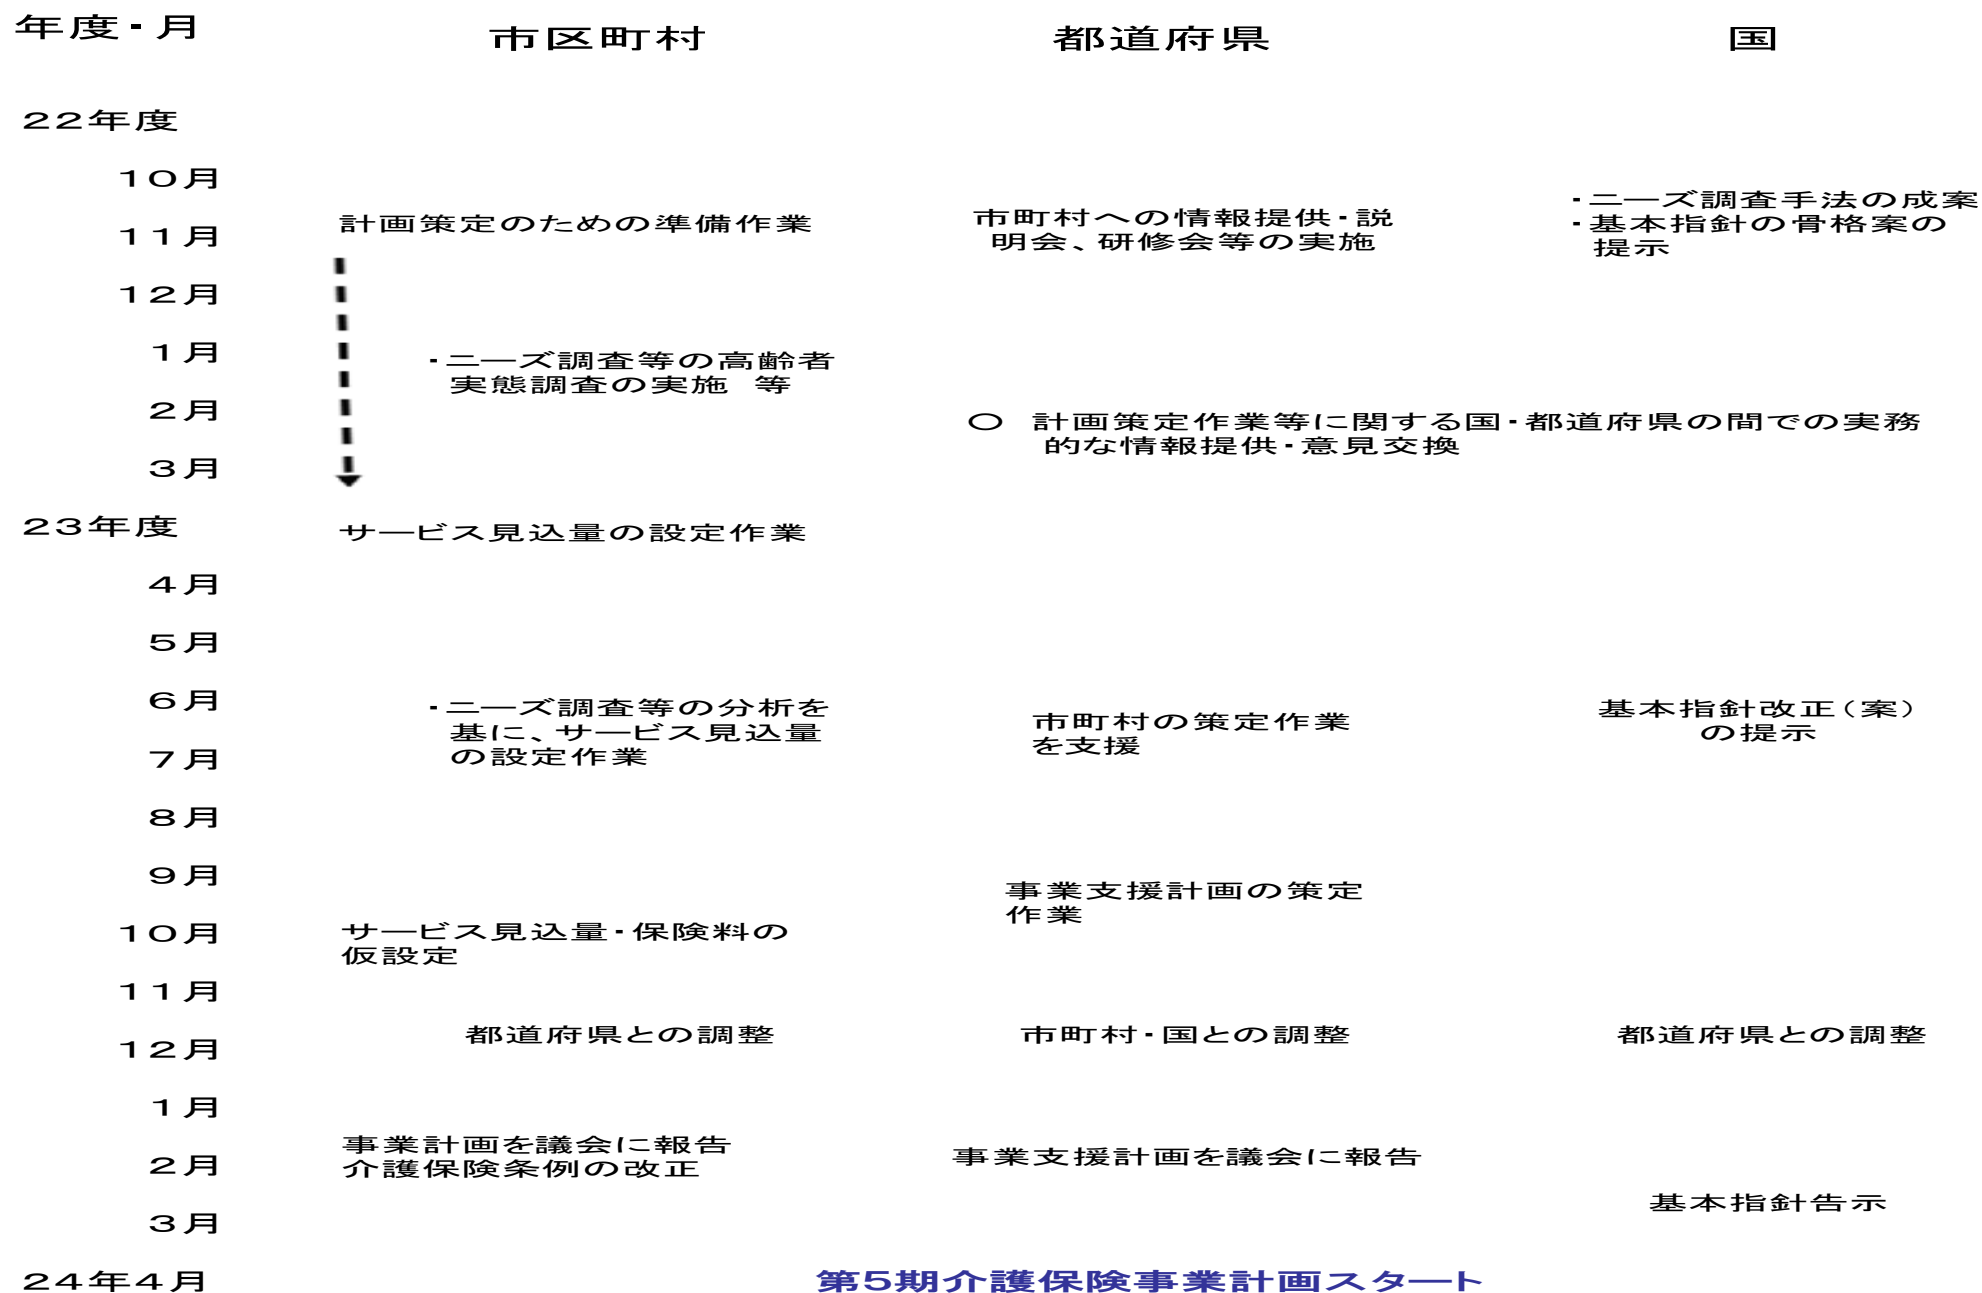 年度・月
市区町村
都道府県
国
22年度
10月
11月
12月
1月
2月
3月
23年度
4月
5月
6月
7月
8月
9月
10月
11月
12月
1月
2月
3月
24年4月
計画策定のための準備作業
・ニーズ調査等の高齢者
実態調査の実施　等
サービス見込量の設定作業
・ニーズ調査等の分析を
基に、サービス見込量
の設定作業
サービス見込量・保険料の
仮設定
都道府県との調整
事業計画を議会に報告
介護保険条例の改正
市町村への情報提供・説
明会、研修会等の実施
〇　計画策定作業等に関する国・都道府県の間での実務
的な情報提供・意見交換
市町村の策定作業
を支援
事業支援計画の策定
作業
市町村・国との調整
事業支援計画を議会に報告
・ニーズ調査手法の成案
・基本指針の骨格案の
提示
基本指針改正（案）
の提示
都道府県との調整
基本指針告示
第5期介護保険事業計画スタート